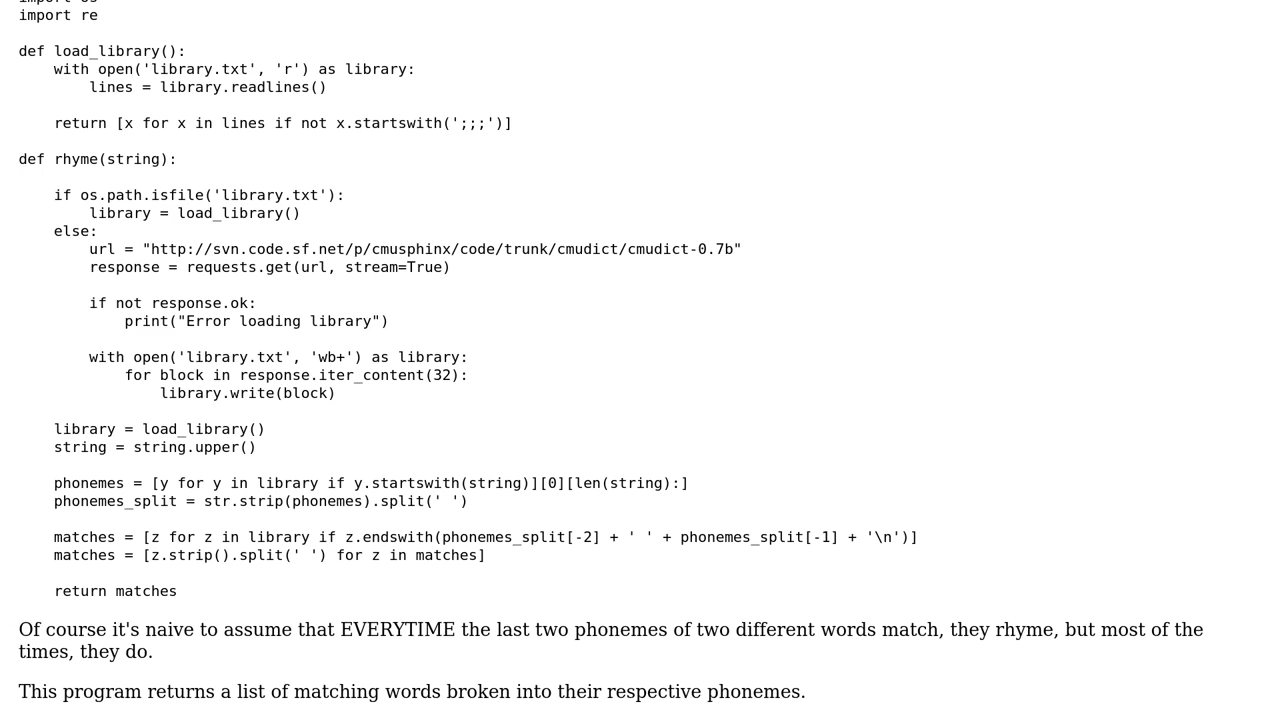 import os
import re

def load_library():
    with open('library.txt', 'r') as library:
        lines = library.readlines()

    return [x for x in lines if not x.startswith(';;;')]

def rhyme(string):

    if os.path.isfile('library.txt'):
        library = load_library()
    else:
        url = "http://svn.code.sf.net/p/cmusphinx/code/trunk/cmudict/cmudict-0.7b"
        response = requests.get(url, stream=True)

        if not response.ok:
            print("Error loading library")

        with open('library.txt', 'wb+') as library:
            for block in response.iter_content(32):
                library.write(block)

    library = load_library()
    string = string.upper()

    phonemes = [y for y in library if y.startswith(string)][0][len(string):]
    phonemes_split = str.strip(phonemes).split(' ')

    matches = [z for z in library if z.endswith(phonemes_split[-2] + ' ' + phonemes_split[-1] + '\n')]
    matches = [z.strip().split(' ') for z in matches]

    return matches

Of course it's naive to assume that EVERYTIME the last two phonemes of two different words match, they rhyme, but most of the
times, they do.

This program returns a list of matching words broken into their respective phonemes.